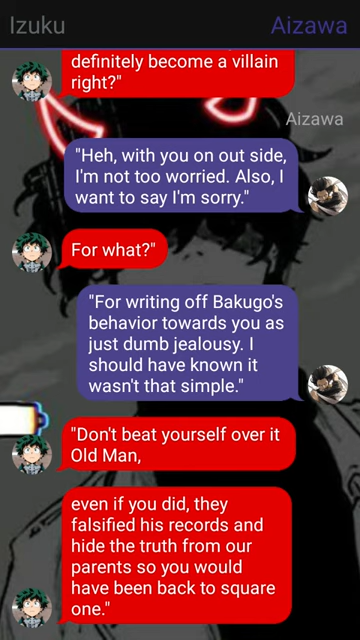 Izuku
Aizawa
definitely become a villain
right?"
Aizawa
"Heh, with you on out side,
I'm not too worried. Also, I
want to say I'm sorry."
For what?"
"For writing off Bakugo's
behavior towards you as
just dumb jealousy. I
should have known it
wasn't that simple."
"Don't beat yourself over it
Old Man,
even if you did, they
falsified his records and
hide the truth from our
parents so you would
have been back to square
one."